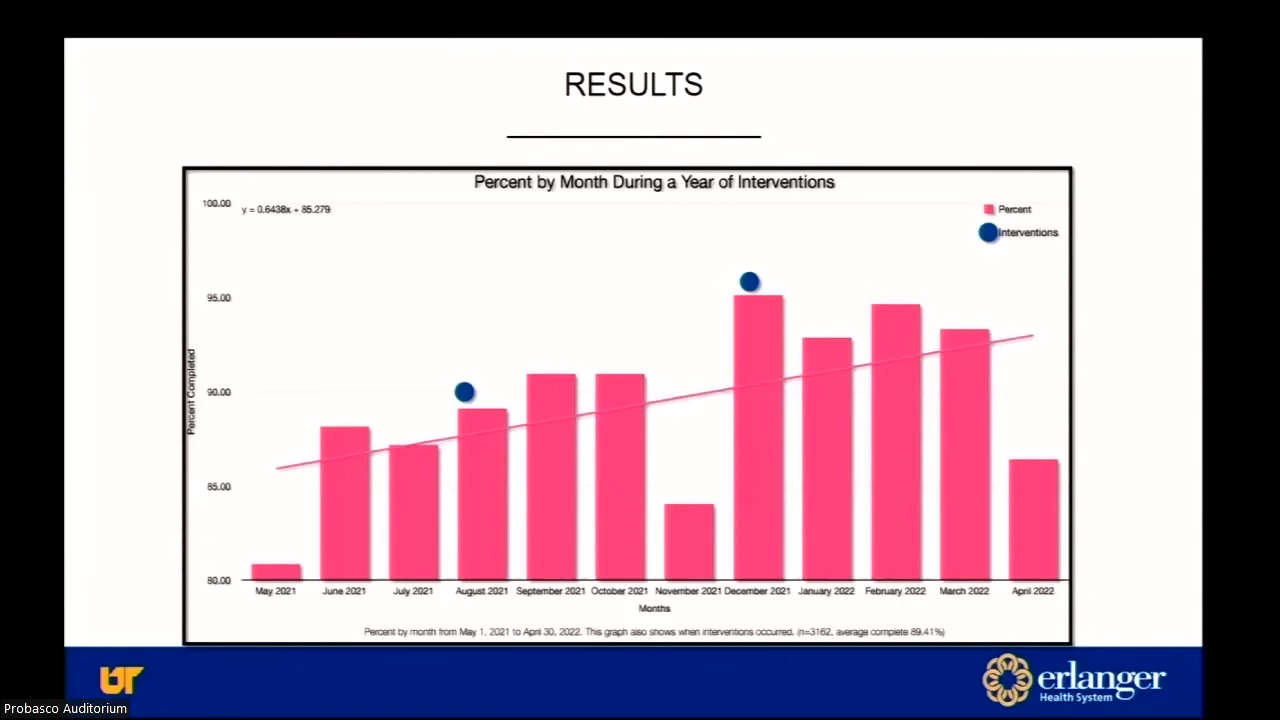 RESULTS
Percent by Month During a Year of Interventions
100.00
y = 0.6438x + 85.279
Percent
Interventions
95.00
90.00
85.00
80.00
Percent Completed
May 2021
June 2021
July 2021
August 2021
September 2021
October 2021
November 2021
December 2021
January 2022
February 2022
March 2022
April 2022
Months
Percent by month from May 1, 2021 to April 30, 2022. This graph also shows when interventions occurred. (n=3162, average complete 89.41%)
UT
erlanger
Health System
Probasco Auditorium